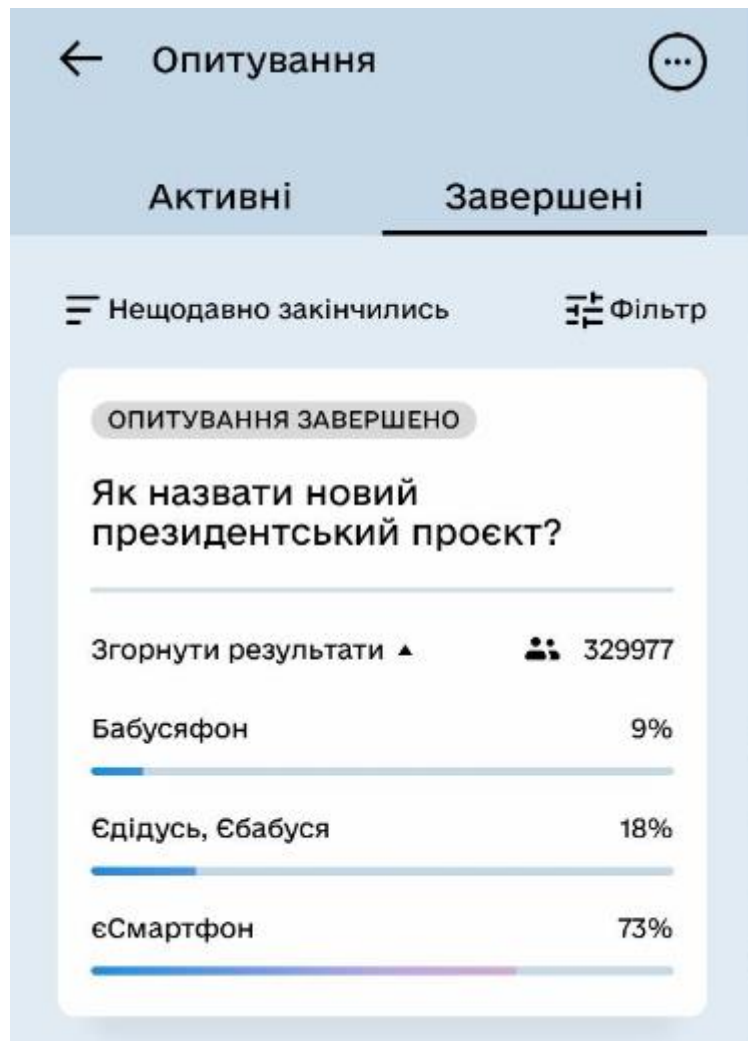 Опитування
Активні
Завершені
Нещодавно закінчились
Фільтр
ОПИТУВАННЯ ЗАВЕРШЕНО
Як назвати новий
президентський проєкт?
Згорнути результати
329977
Бабусяфон
9%
Єдідусь, Єбабуся
18%
єСмартфон
73%